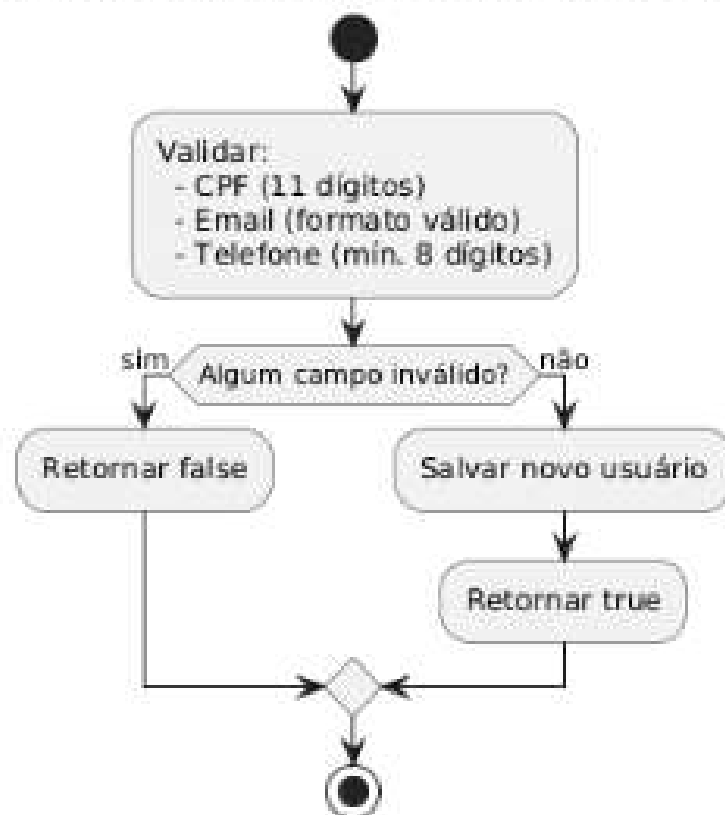 Validar:
- CPF (11 dígitos)
- Email (formato válido)
- Telefone (mín. 8 dígitos)
sim
Algum campo inválido?
não
Retornar false
Salvar novo usuário
Retornar true